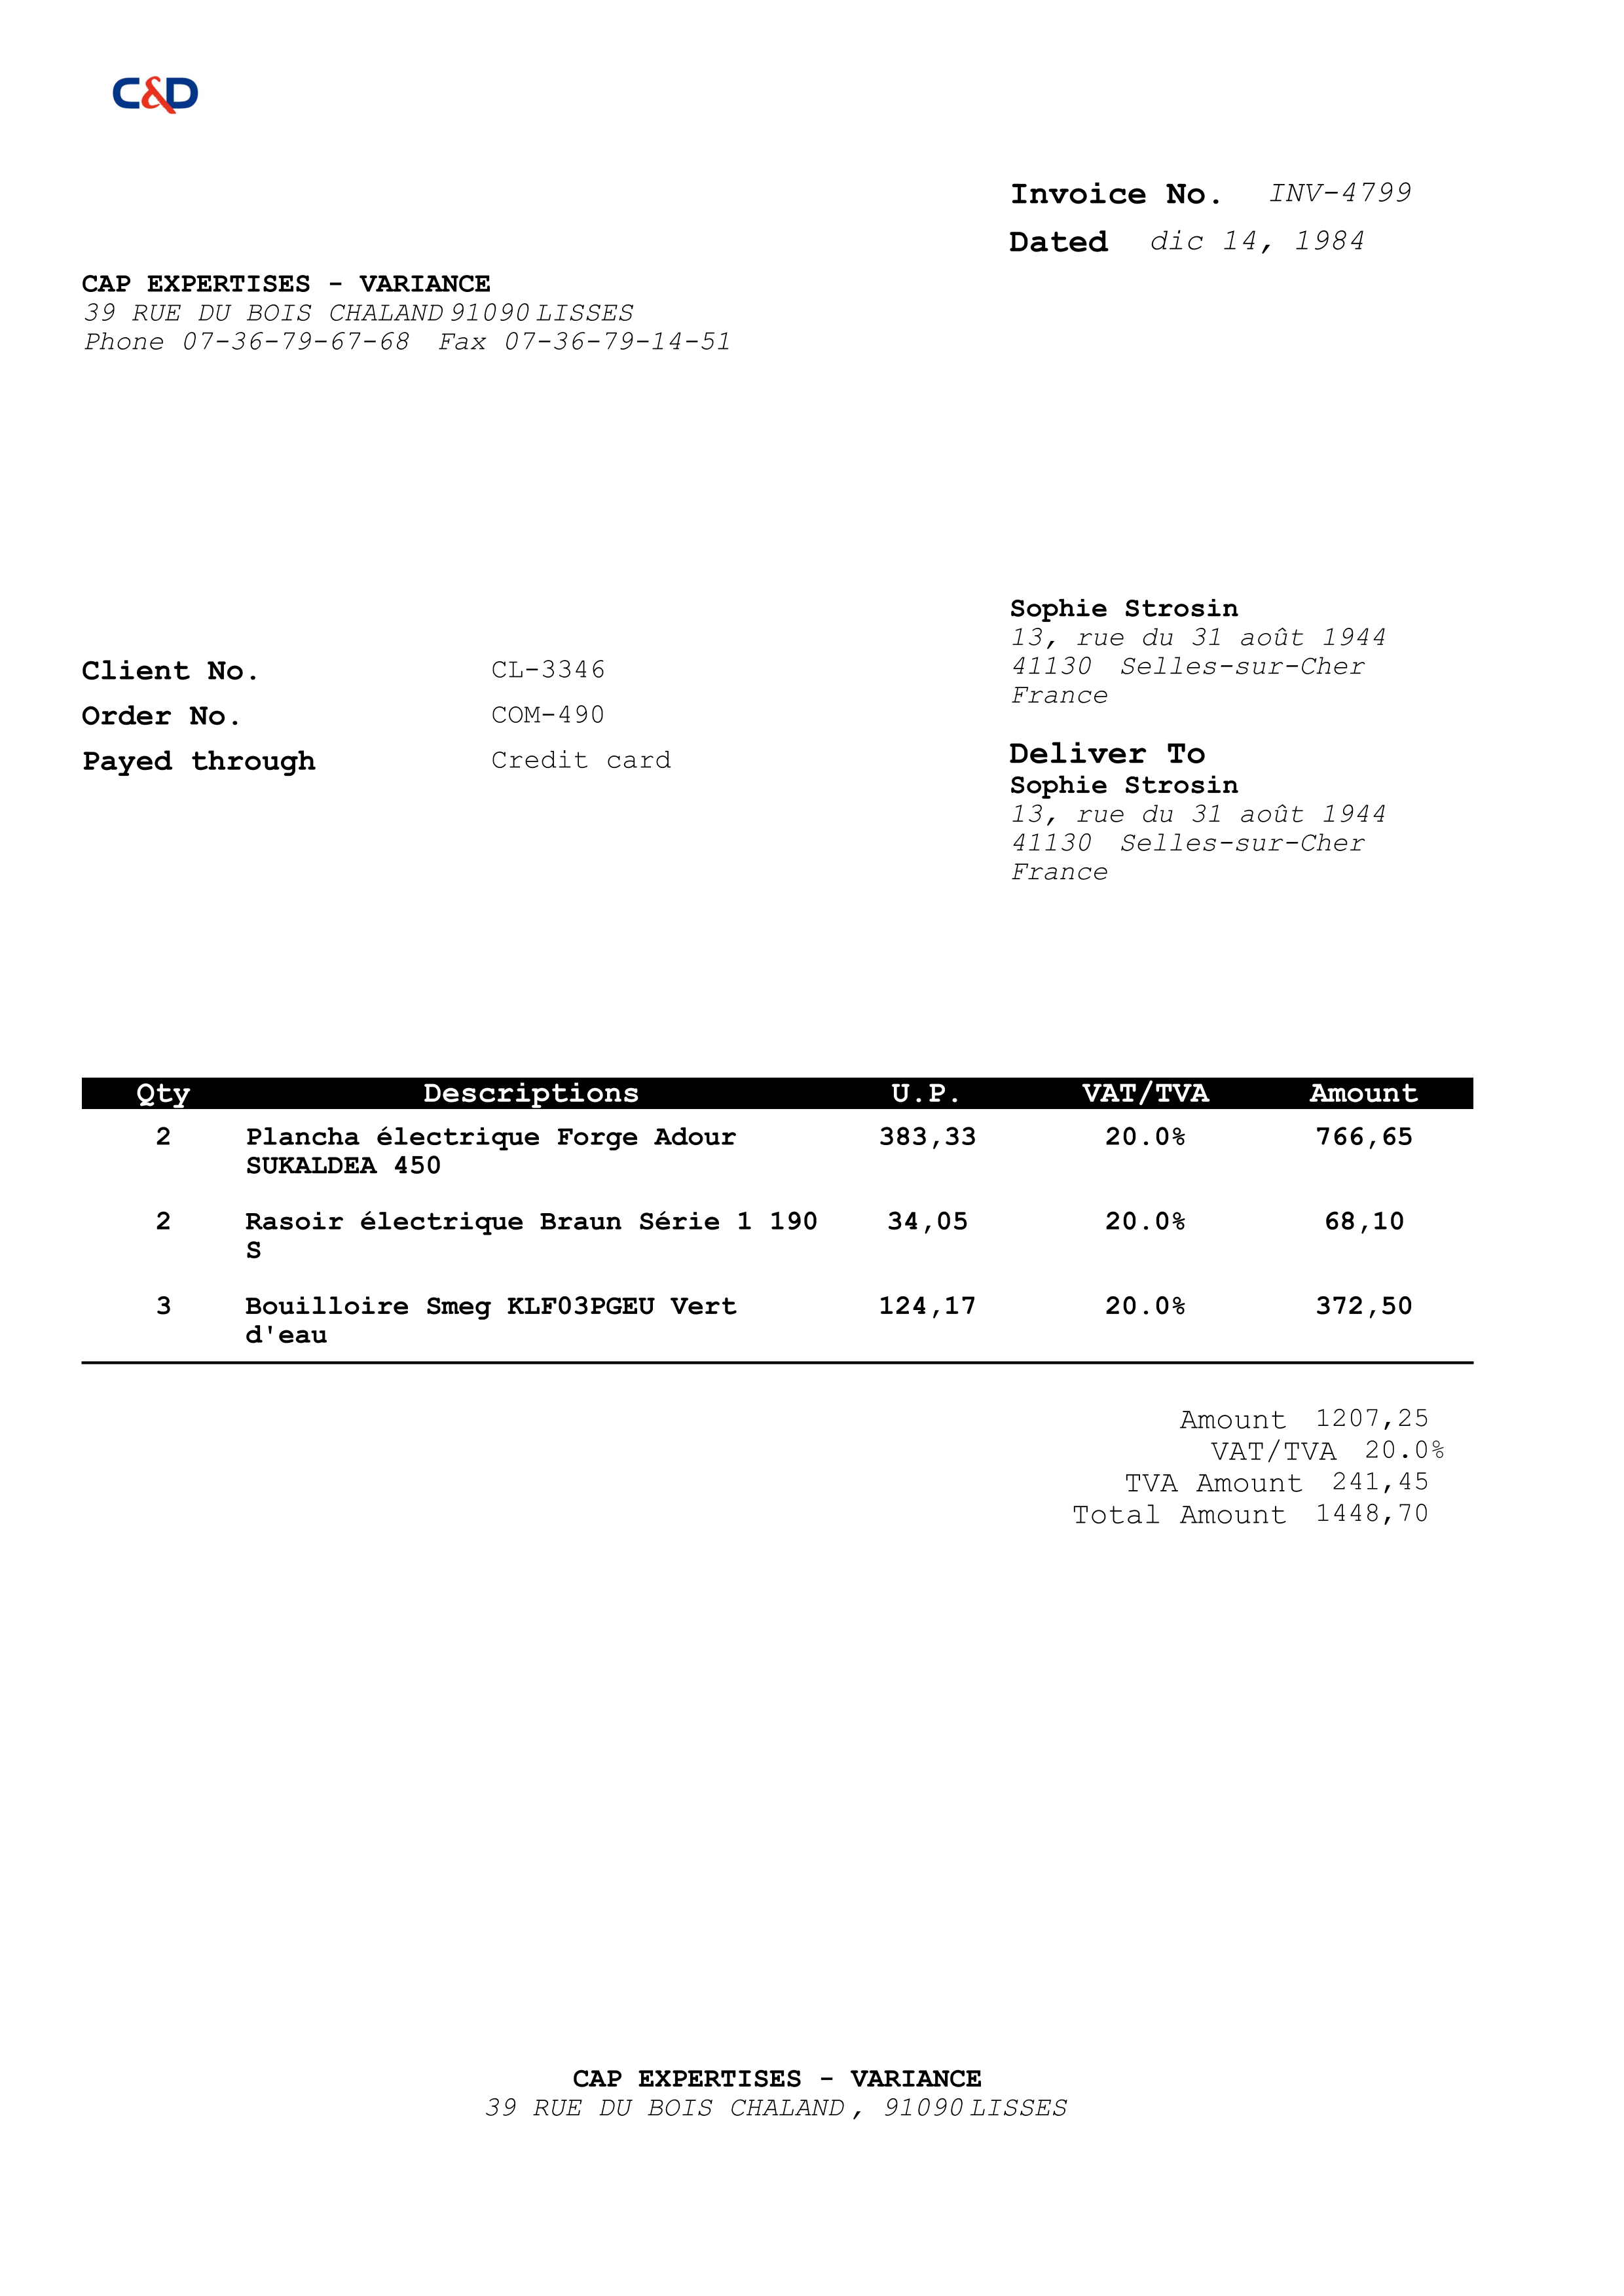 C&D
Invoice No. INV-4799
Dated dic 14, 1984
CAP EXPERTISES - VARIANCE
39 RUE DU BOIS CHALAND 91090 LISSES
Phone 07-36-79-67-68 Fax 07-36-79-14-51
Sophie Strosin
13, rue du 31 août 1944
41130 Selles-sur-Cher
France
Client No. CL-3346
Order No. COM-490
Payed through Credit card
Deliver To
Sophie Strosin
13, rue du 31 août 1944
41130 Selles-sur-Cher
France
Qty Descriptions U.P. VAT/TVA Amount
2 Plancha électrique Forge Adour 383,33 20.0% 766,65
SUKALDEA 450
2 Rasoir électrique Braun Série 1 190 34,05 20.0% 68,10
S
3 Bouilloire Smeg KLF03PGEU Vert 124,17 20.0% 372,50
d'eau
Amount 1207,25
VAT/TVA 20.0%
TVA Amount 241,45
Total Amount 1448,70
CAP EXPERTISES - VARIANCE
39 RUE DU BOIS CHALAND , 91090 LISSES